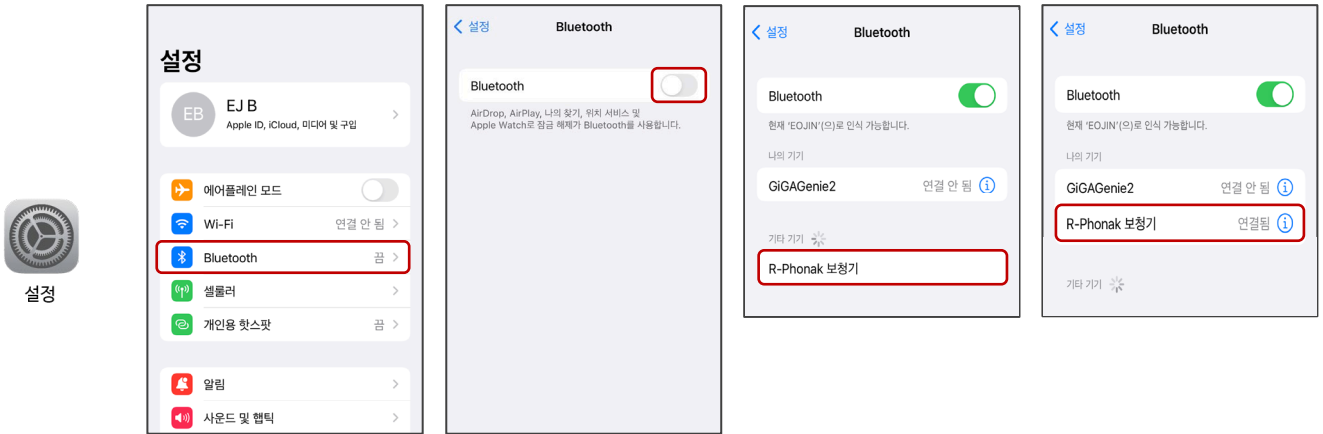 설정
설정
EB
EJ B
Apple ID, iCloud, 미디어 및 구입
에어플레인 모드
Wi-Fi 연결 안 됨
Bluetooth 끔
셀룰러
개인용 핫스팟 끔
알림
사운드 및 햅틱
설정 Bluetooth
Bluetooth
AirDrop, AirPlay, 나의 찾기, 위치 서비스 및
Apple Watch로 잠금 해제가 Bluetooth를 사용합니다.
설정 Bluetooth
Bluetooth
현재 ‘EOJIN’(으)로 인식 가능합니다.
나의 기기
GiGAGenie2 연결 안 됨
기타 기기
R-Phonak 보청기
설정 Bluetooth
Bluetooth
현재 ‘EOJIN’(으)로 인식 가능합니다.
나의 기기
GiGAGenie2 연결 안 됨
R-Phonak 보청기 연결됨
기타 기기